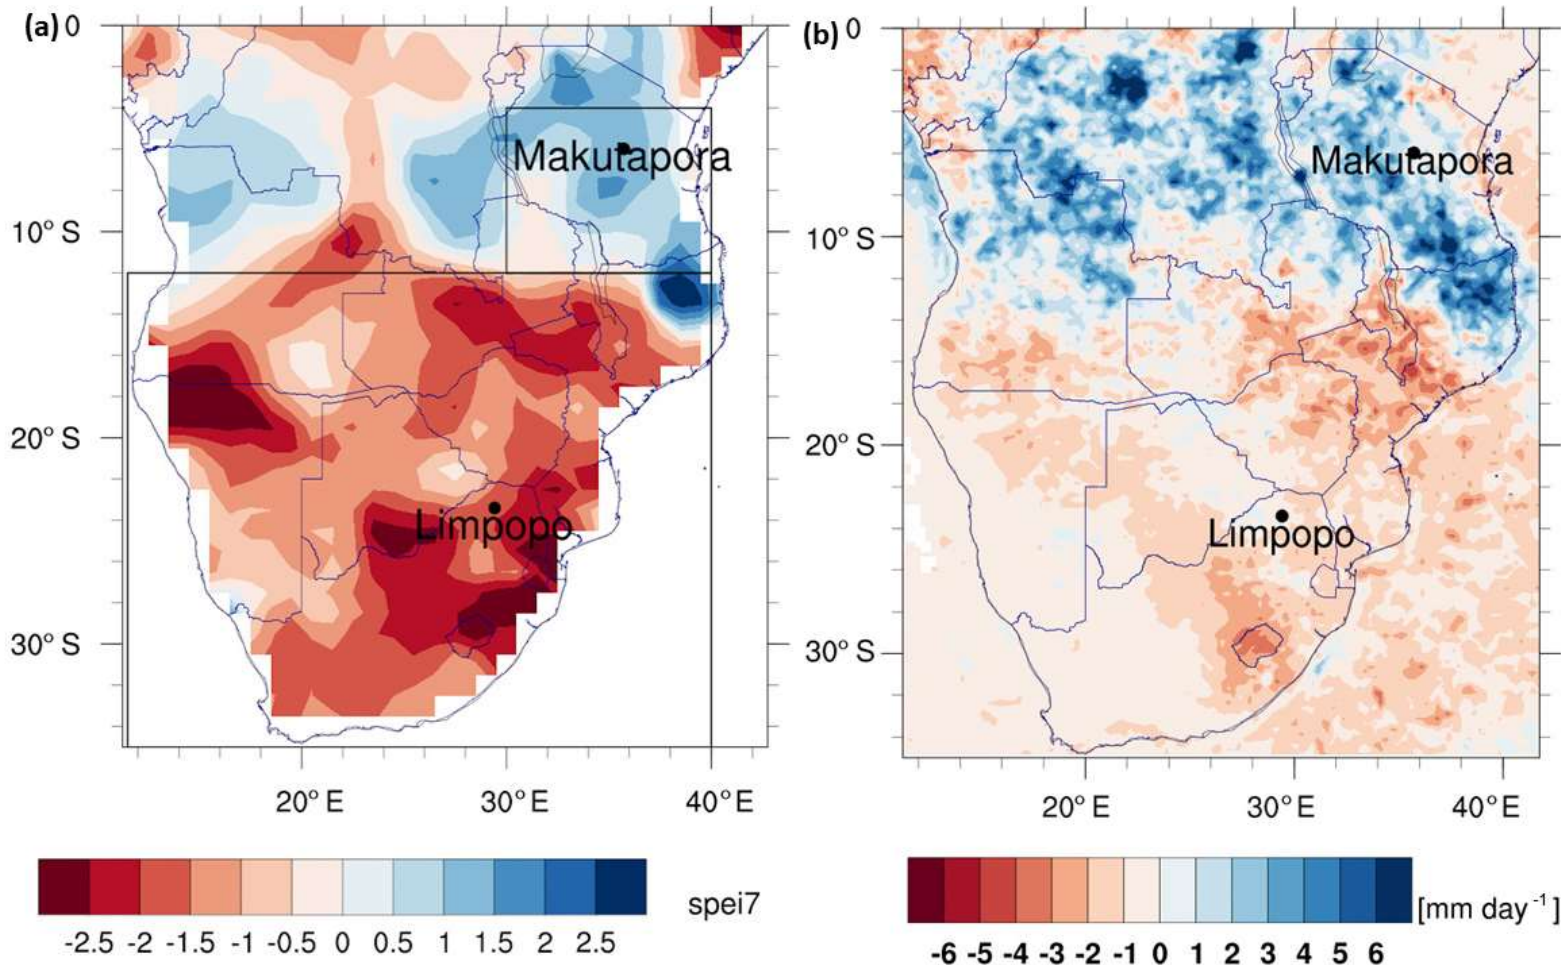 (a)
0
10° S
20° S
30° S
20° E
30° E
40° E
Makutapora
Limpopo
-2.5 -2 -1.5 -1 -0.5 0 0.5 1 1.5 2 2.5
spei7
(b)
0
10° S
20° S
30° S
20° E
30° E
40° E
Makutapora
Limpopo
-6 -5 -4 -3 -2 -1 0 1 2 3 4 5 6
[mm day -1]